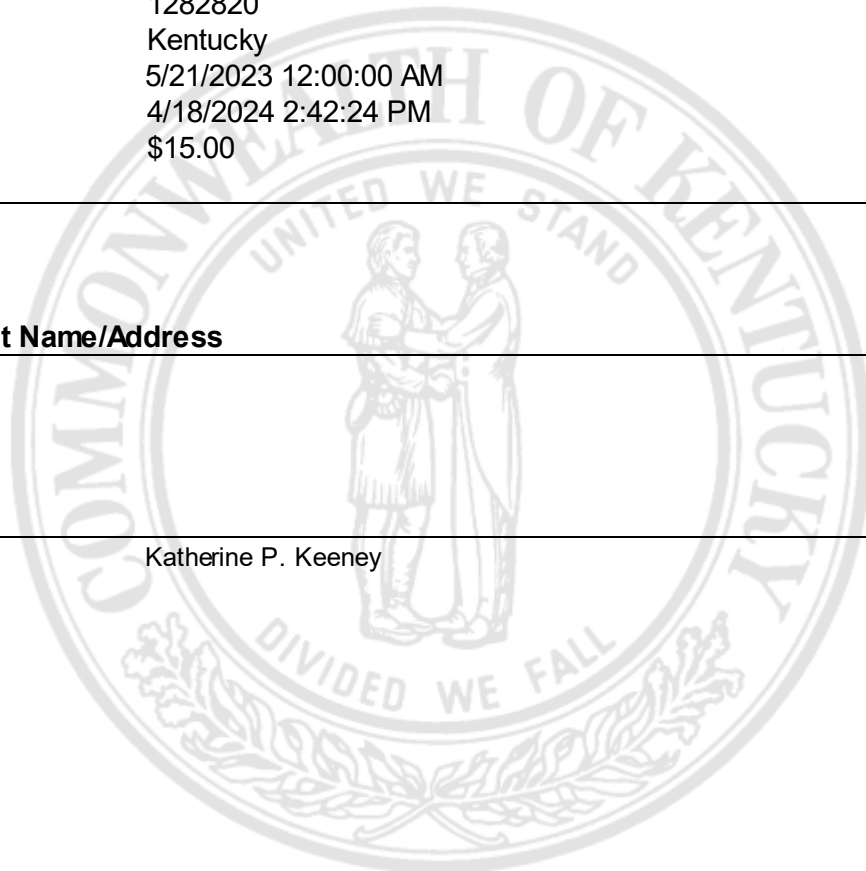 1282820
Kentucky
5/21/2023 12:00:00 AM
4/18/2024 2:42:24 PM
$15.00
t Name/Address
Katherine P. Keeney
COMMONWEALTH OF KENTUCKY
UNITED WE STAND
DIVIDED WE FALL